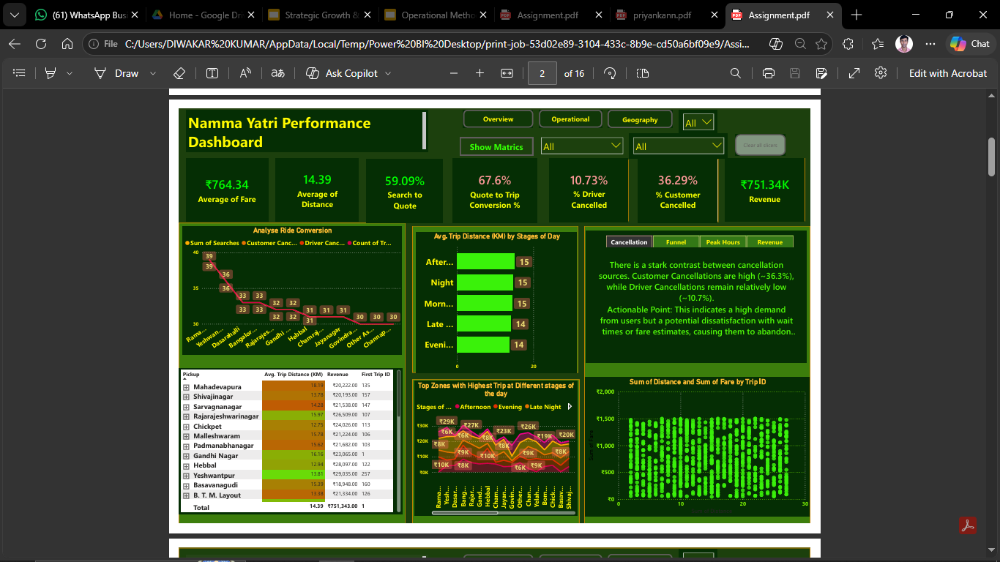 (61) WhatsApp Bus
Home - Google Dri
Strategic Growth &
Operational Metho
Assignment.pdf
priyankann.pdf
Assignment.pdf
File
C:/Users/DIWAKAR%20KUMAR/AppData/Local/Temp/Power%20BI%20Desktop/print-job-53d02e89-3104-433c-8b9e-cd50a6bf09e9/Assi...
Chat
Draw
Ask Copilot
2 of 16
Edit with Acrobat
Namma Yatri Performance
Dashboard
Overview
Operational
Geography
All
Show Matrics
All
All
Clear all slicers
₹764.34
Average of Fare
14.39
Average of
Distance
59.09%
Search to
Quote
67.6%
Quote to Trip
Conversion %
10.73%
% Driver
Cancelled
36.29%
% Customer
Cancelled
₹751.34K
Revenue
Analyse Ride Conversion
Sum of Searches Customer Canc... Driver Canc... Count of Tr...
40
35
30
39
39
36
36
33 33
33 33
32 32
32 32
31 31 31
31
30 30 30
Rama...
Yeshwan...
Dasarahalli
Bangalor...
Rajarajes...
Gandhi ...
Hebbal
Chamraj...
Jayanagar
Govindra...
Other As...
Channap...
Avg. Trip Distance (KM) by Stages of Day
After... 15
Night 15
Morn... 15
Late ... 14
Eveni... 14
0 20
Cancellation Funnel Peak Hours Revenue
There is a stark contrast between cancellation
sources. Customer Cancellations are high (~36.3%),
while Driver Cancellations remain relatively low
(~10.7%).
Actionable Point: This indicates a high demand
from users but a potential dissatisfaction with wait
times or fare estimates, causing them to abandon..
Pickup Avg. Trip Distance (KM) Revenue First Trip ID
Mahadevapura 18.19 ₹20,222.00 135
Shivajinagar 13.78 ₹20,193.00 157
Sarvagnanagar 14.28 ₹21,538.00 147
Rajarajeshwarinagar 15.97 ₹26,509.00 107
Chickpet 12.75 ₹24,026.00 113
Malleshwaram 15.78 ₹21,224.00 106
Padmanabhanagar 15.62 ₹21,682.00 103
Gandhi Nagar 16.16 ₹23,065.00 1
Hebbal 12.94 ₹28,097.00 122
Yeshwantpur 13.81 ₹29,035.00 257
Basavanagudi 15.39 ₹18,948.00 160
B. T. M. Layout 13.38 ₹21,334.00 126
Total 14.39 ₹751,343.00 1
Top Zones with Highest Trip at Different stages of
the day
Stages of ... Afternoon Evening Late Night
₹30K
₹20K
₹10K
₹0K
₹29K ₹27K ₹23K ₹26K ₹19K ₹20K
₹6K ₹6K ₹8K
₹8K ₹8K
₹9K ₹10K ₹9K ₹8K
₹10K ₹8K ₹6K ₹9K
Rama...
Yesh...
Dasar...
Bang...
Rajar...
Gand...
Hebbal
Cham...
Jayan...
Govin...
Other...
Chan...
Yelah...
Bom...
Chick...
Basav...
Shivaj...
Sum of Distance and Sum of Fare by Trip ID
Sum of Fare
₹2,000
₹1,500
₹1,000
₹500
₹0
0 10 20 30